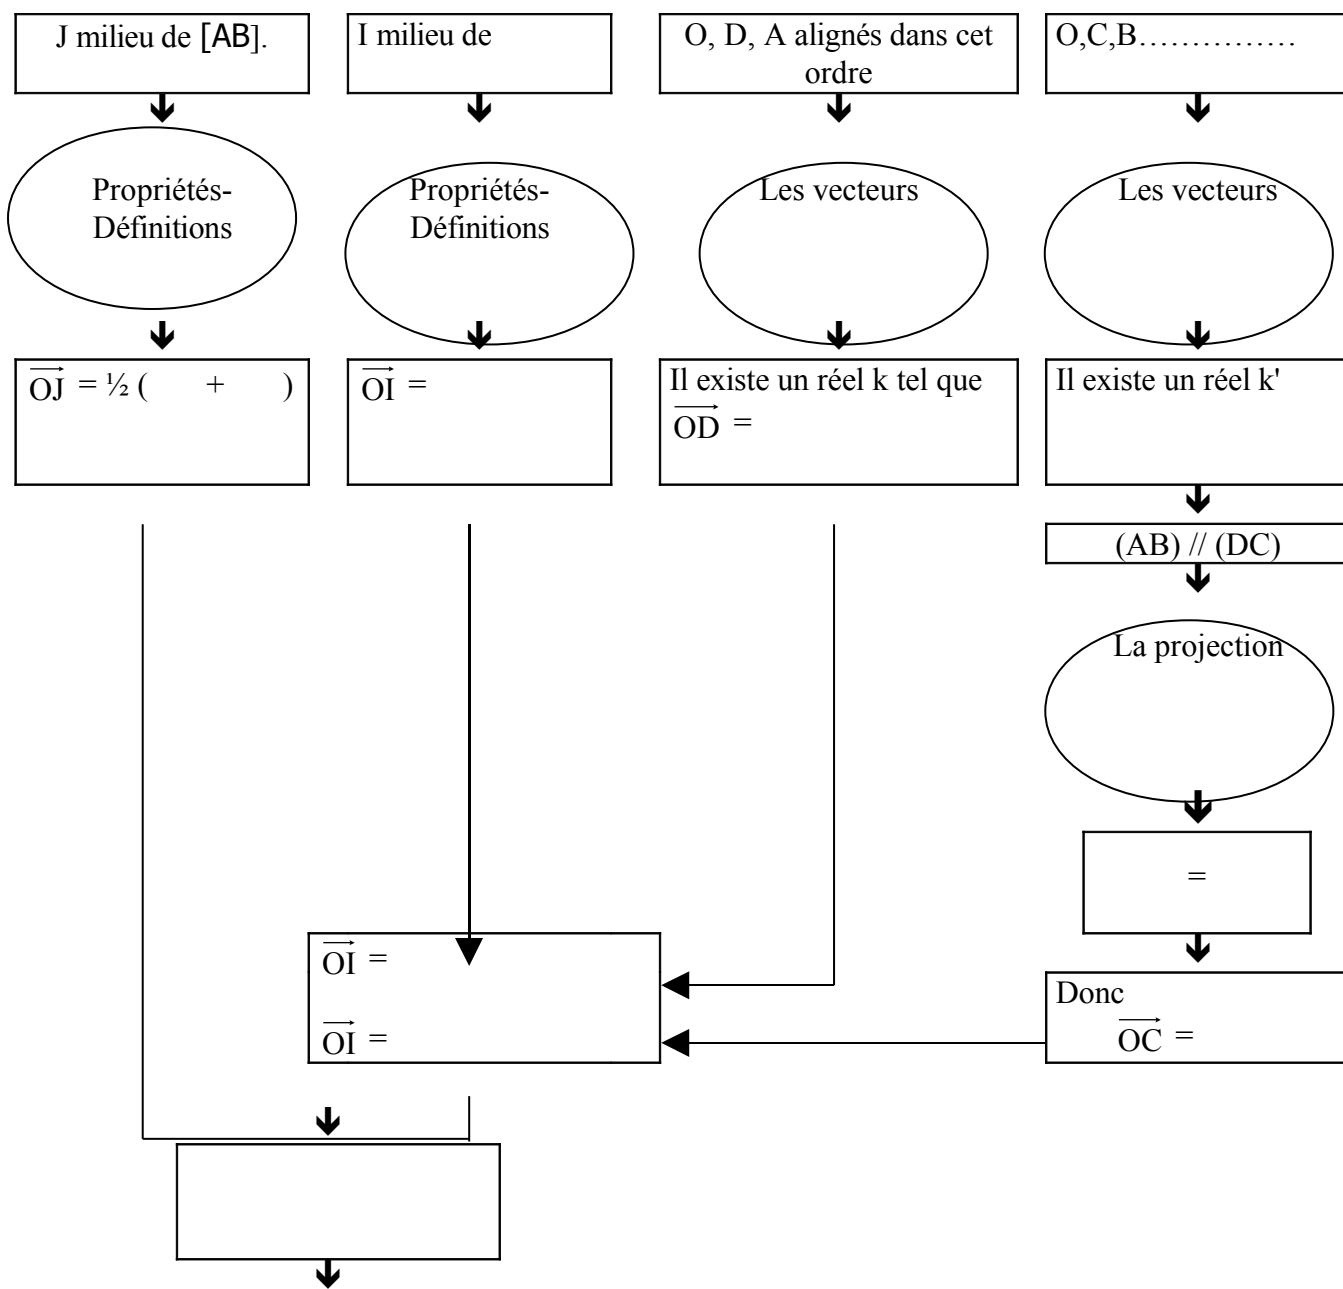 J milieu de [AB].
I milieu de
O, D, A alignés dans cet
ordre
O,C,B……………
Propriétés-
Définitions
Propriétés-
Définitions
Les vecteurs
Les vecteurs
OJ = ½ ( + )
OI =
Il existe un réel k tel que
OD =
Il existe un réel k'
(AB) // (DC)
La projection
=
OI =
OI =
Donc
OC =